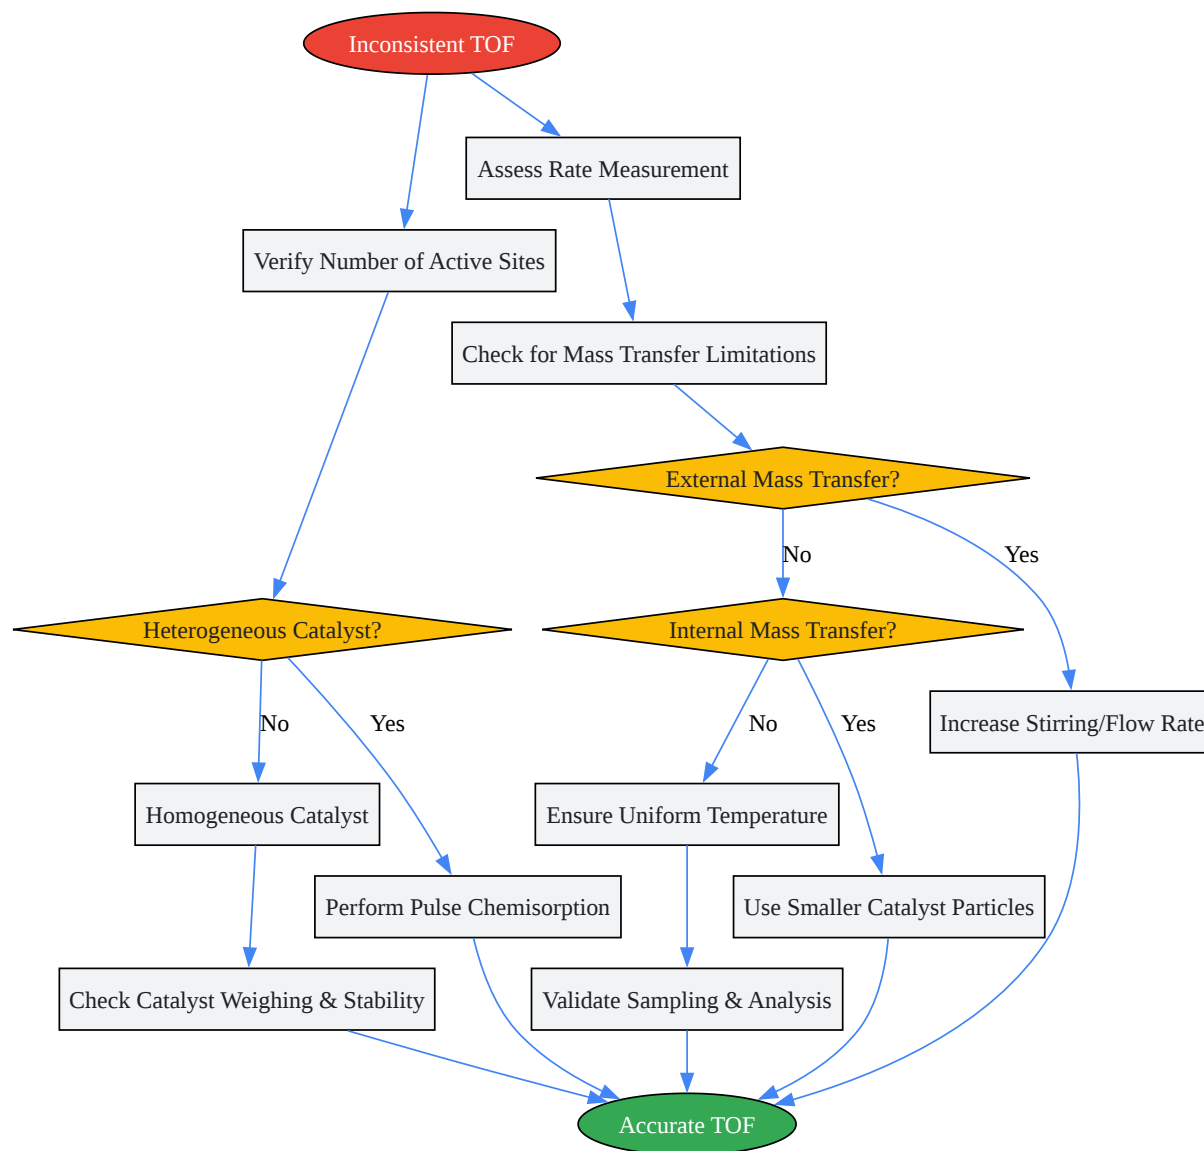 Inconsistent TOF
Assess Rate Measurement
Verify Number of Active Sites
Check for Mass Transfer Limitations
External Mass Transfer?
No
Yes
Heterogeneous Catalyst?
Internal Mass Transfer?
No
Yes
No
Yes
Increase Stirring/Flow Rate
Homogeneous Catalyst
Ensure Uniform Temperature
Perform Pulse Chemisorption
Use Smaller Catalyst Particles
Check Catalyst Weighing & Stability
Validate Sampling & Analysis
Accurate TOF